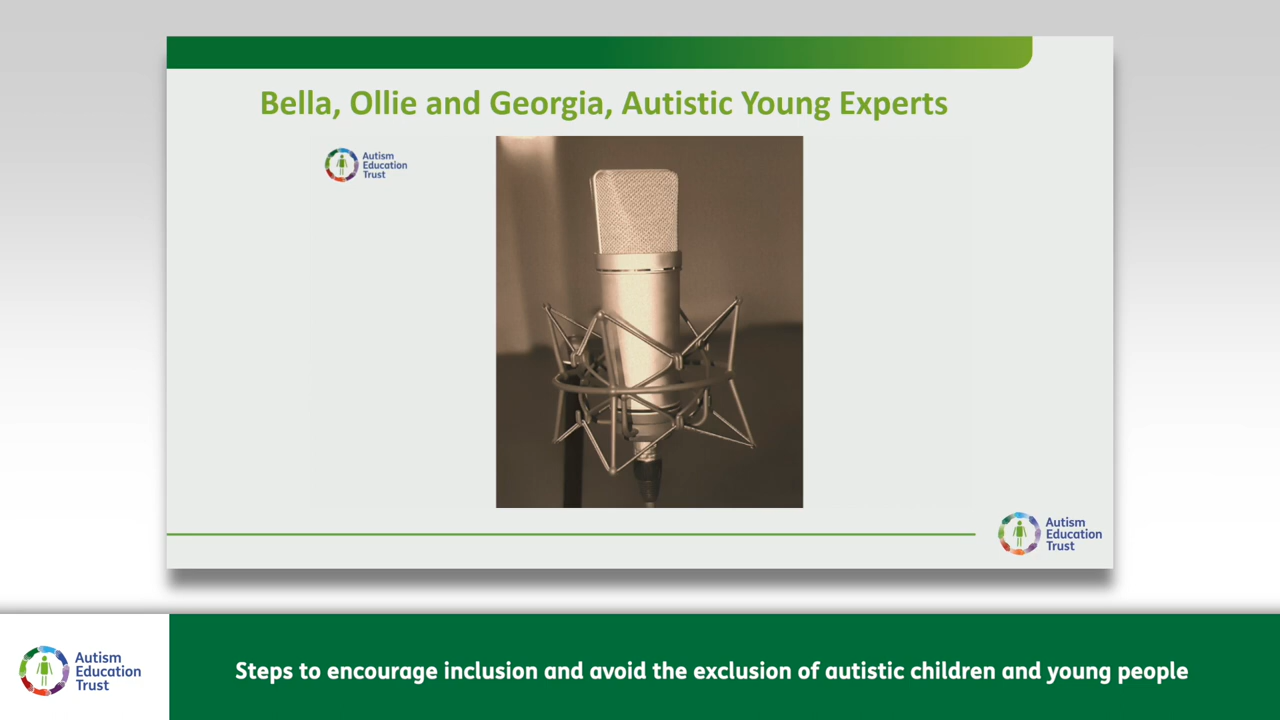 Bella, Ollie and Georgia, Autistic Young Experts
Autism
Education
Trust
Autism
Education
Trust
Autism
Education
Trust
Steps to encourage inclusion and avoid the exclusion of autistic children and young people